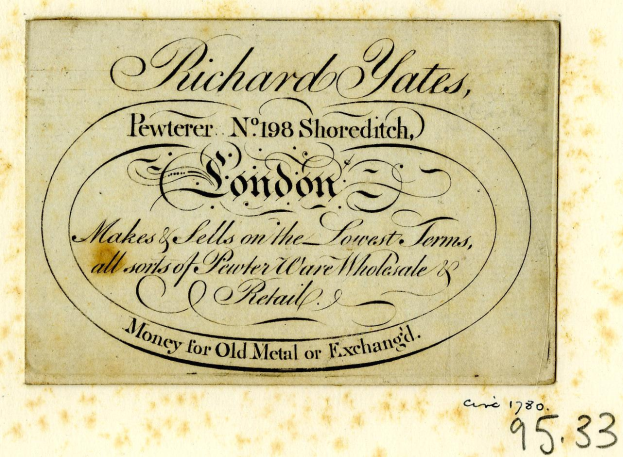 Richard Yates,
Pewterer Nº. 198 Shoreditch,
London
Makes & Sells on the Lowest Terms,
all sorts of Pewter Ware Wholesale &
Retail.
Money for Old Metal or Exchang'd.
circ 1780.
95.33